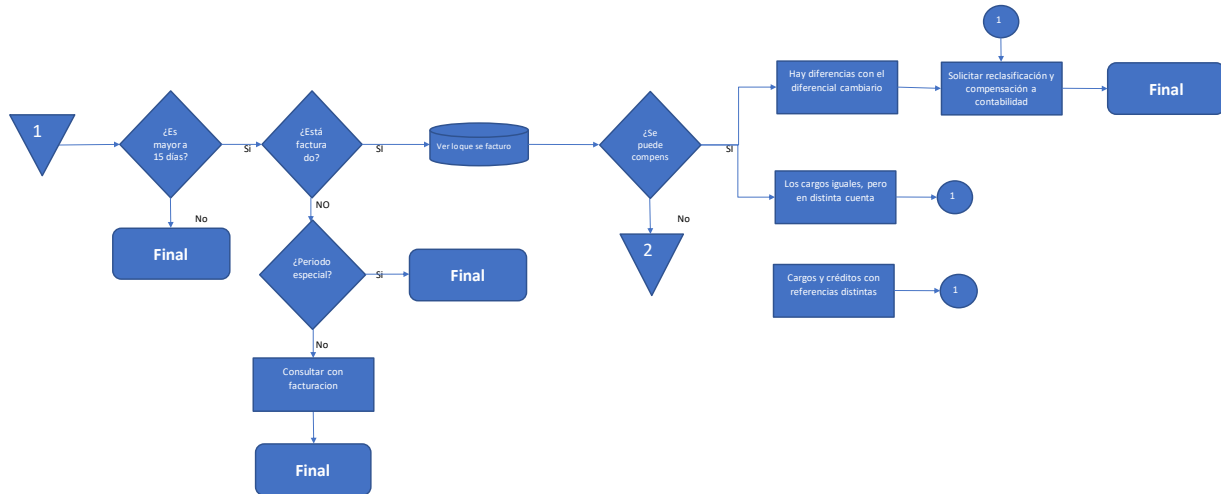 1
¿Es
mayor a
15 días?
Si
No
Final
¿Está
factura
do?
Si
NO
¿Periodo
especial?
Si
Final
No
Consultar con
facturacion
Final
Ver lo que se facturo
¿Se
puede
compens
Si
No
2
Hay diferencias con el
diferencial cambiario
1
Solicitar reclasificación y
compensación a
contabilidad
Final
Los cargos iguales, pero
en distinta cuenta
1
Cargos y créditos con
referencias distintas
1